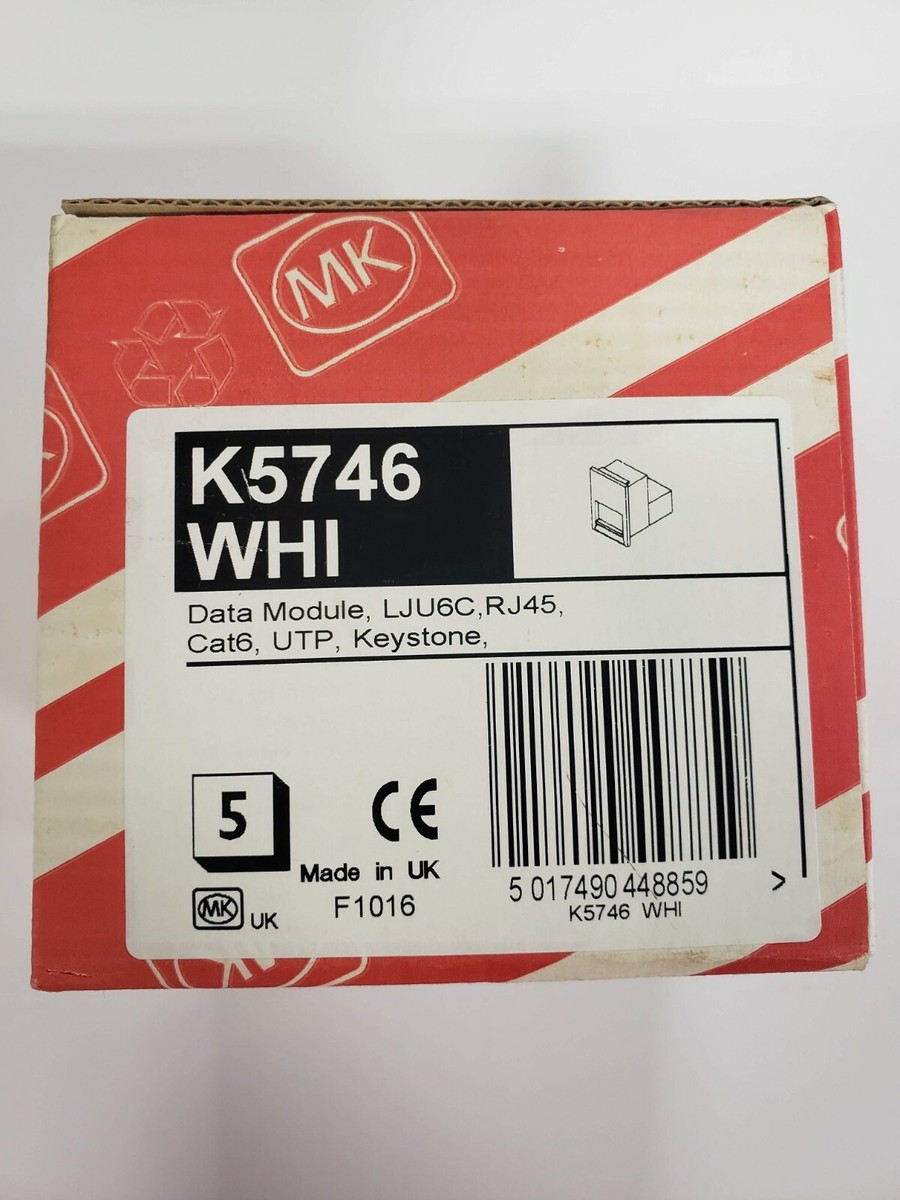 MK
K5746
WHI
Data Module, LJU6C,RJ45,
Cat6, UTP, Keystone,
5
CE
Made in UK
MK UK
F1016
5 017490 448859 >
K5746 WHI